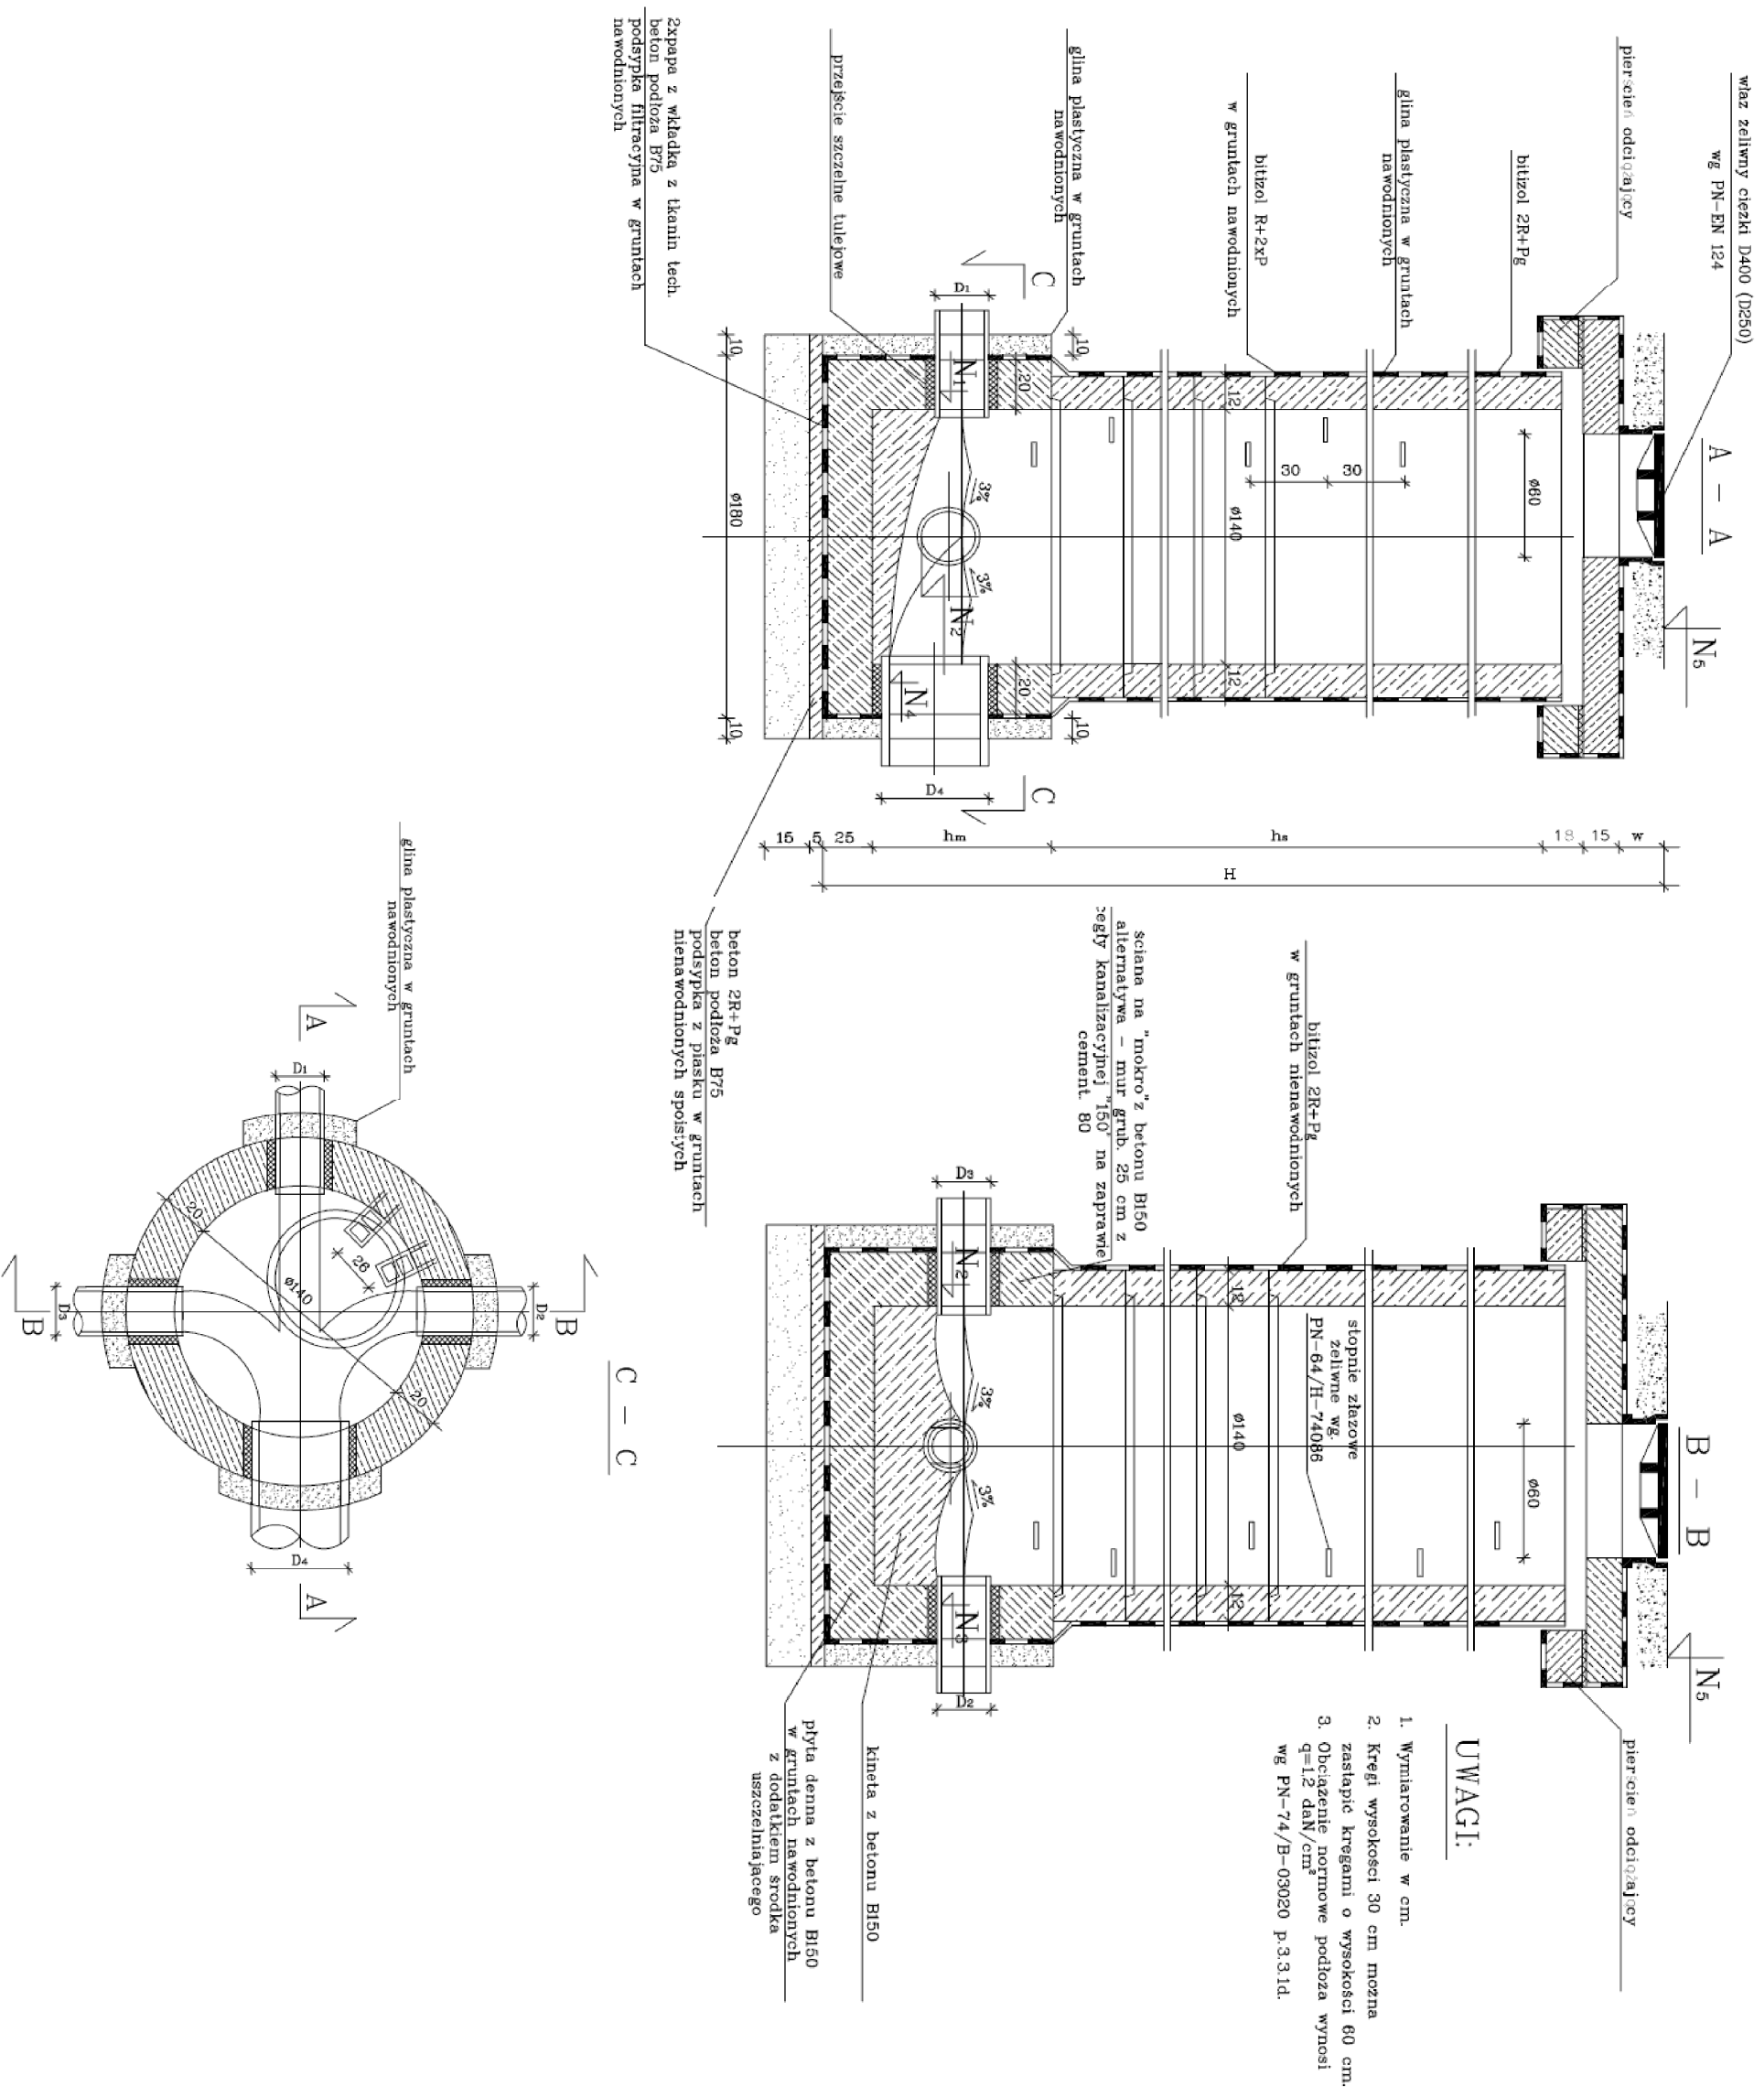 właz żeliwny ciężki D400 (D250)
wg PN-EN 124
pierścień odciążający
bitizol 2R+Pg
glina plastyczna w gruntach
nawodnionych
bitizol R+2xP
w gruntach nawodnionych
glina plastyczna w gruntach
nawodnionych
przejście szczelne tulejowe
2xpapa z wkładką z tkanin tech.
beton podłoża B75
podsypka filtracyjna w gruntach
nawodnionych
A - A
N5
ø60
30
30
ø140
12
12
C
C
D1
D4
N1
N2
N4
3%
3%
20
20
10
10
10
ø180
10
w
15
18
hs
hm
25
5
15
H
beton 2R+Pg
beton podłoża B75
podsypka z piasku w gruntach
nienawodnionych spoistych
bitizol 2R+Pg
w gruntach nienawodnionych
ściana na "mokro"z betonu B150
alternatywa - mur grub. 25 cm z
cegły kanalizacyjnej "150" na zaprawie
cement. 80
B - B
N5
ø60
stopnie złazowe
żeliwne wg.
PN-64/H-74086
ø140
12
12
D3
D2
N2
N3
3%
3%
pierścień odciążający
kineta z betonu B150
płyta denna z betonu B150
w gruntach nawodnionych
z dodatkiem środka
uszczelniającego
UWAGI:
1. Wymiarowanie w cm.
2. Kręgi wysokości 30 cm można
zastąpić kręgami o wysokości 60 cm.
3. Obciążenie normowe podłoża wynosi
q=1,2 daN/cm²
wg PN-74/B-03020 p.3.3.1d.
C - C
glina plastyczna w gruntach
nawodnionych
A
A
B
B
D1
D2
D3
D4
20
ø140
20
26